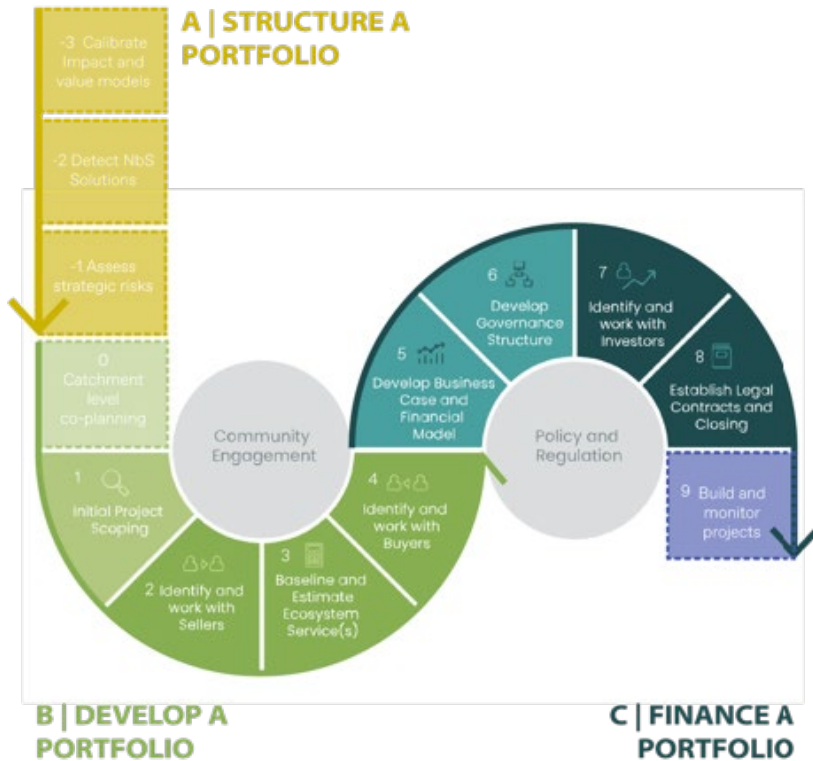 A | STRUCTURE A
PORTFOLIO
-3 Calibrate
Impact and
value models
-2 Detect NbS
Solutions
-1 Assess
strategic risks
0
Catchment
level
co-planning
1
Initial Project
Scoping
2 Identify and
work with
Sellers
3
Baseline and
Estimate
Ecosystem
Service(s)
4
Identify and
work with
Buyers
Community
Engagement
5
Develop Business
Case and
Financial
Model
6
Develop
Governance
Structure
7
Identify and
work with
Investors
8
Establish Legal
Contracts and
Closing
Policy and
Regulation
9 Build and
monitor
projects
B | DEVELOP A
PORTFOLIO
C | FINANCE A
PORTFOLIO